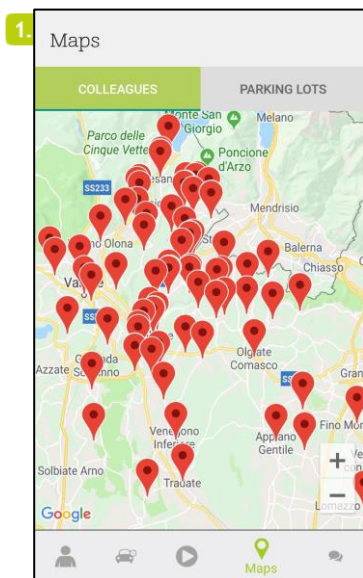 1.
Maps
COLLEAGUES
PARKING LOTS
Monte San
Giorgio
Melano
Parco delle
Cinque Vette
Poncione
d'Arzo
SS233
Mendrisio
Olona
Balerna
Chiasso
Olgiate
Comasco
Azzate
Gran
Appiano
Gentile
Fino Mor
Venegono
Inferiore
Solbiate Arno
Tradate
Lomazzo
+
−
Google
Maps